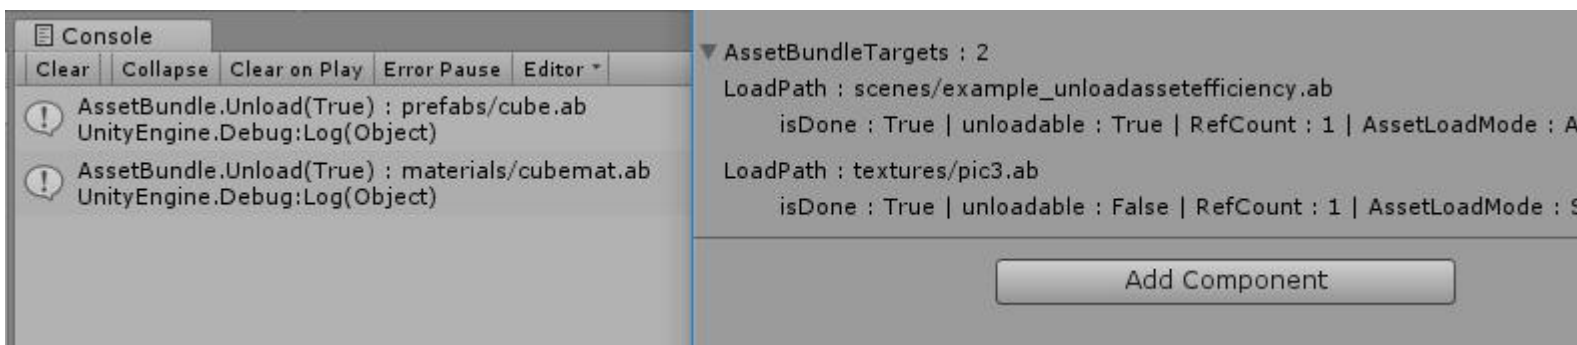 Console
Clear Collapse Clear on Play Error Pause Editor
AssetBundle.Unload(True) : prefabs/cube.ab
UnityEngine.Debug:Log(Object)
AssetBundle.Unload(True) : materials/cubemat.ab
UnityEngine.Debug:Log(Object)
AssetBundleTargets : 2
LoadPath : scenes/example_unloadassetefficiency.ab
isDone : True | unloadable : True | RefCount : 1 | AssetLoadMode : A
LoadPath : textures/pic3.ab
isDone : True | unloadable : False | RefCount : 1 | AssetLoadMode : S
Add Component